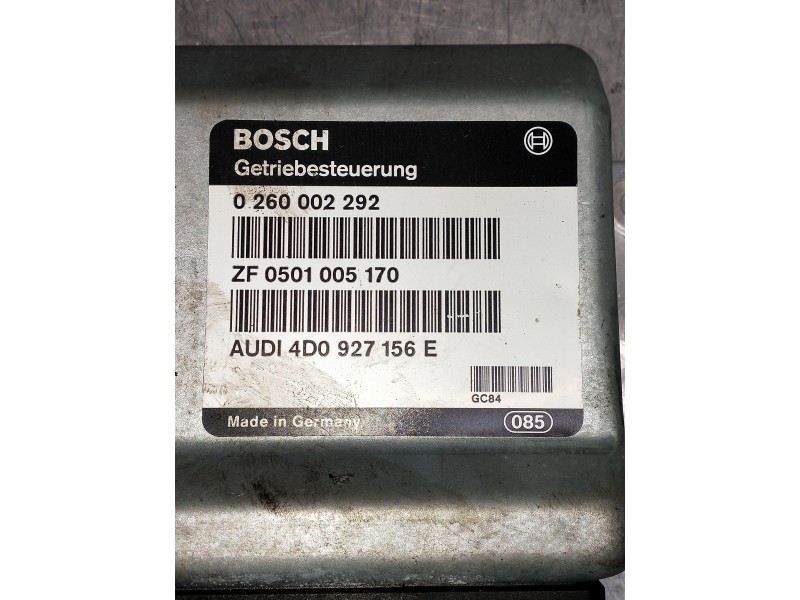 BOSCH
Getriebesteuerung
0 260 002 292
ZF 0501 005 170
AUDI 4D0 927 156 E
GC84
Made in Germany
085